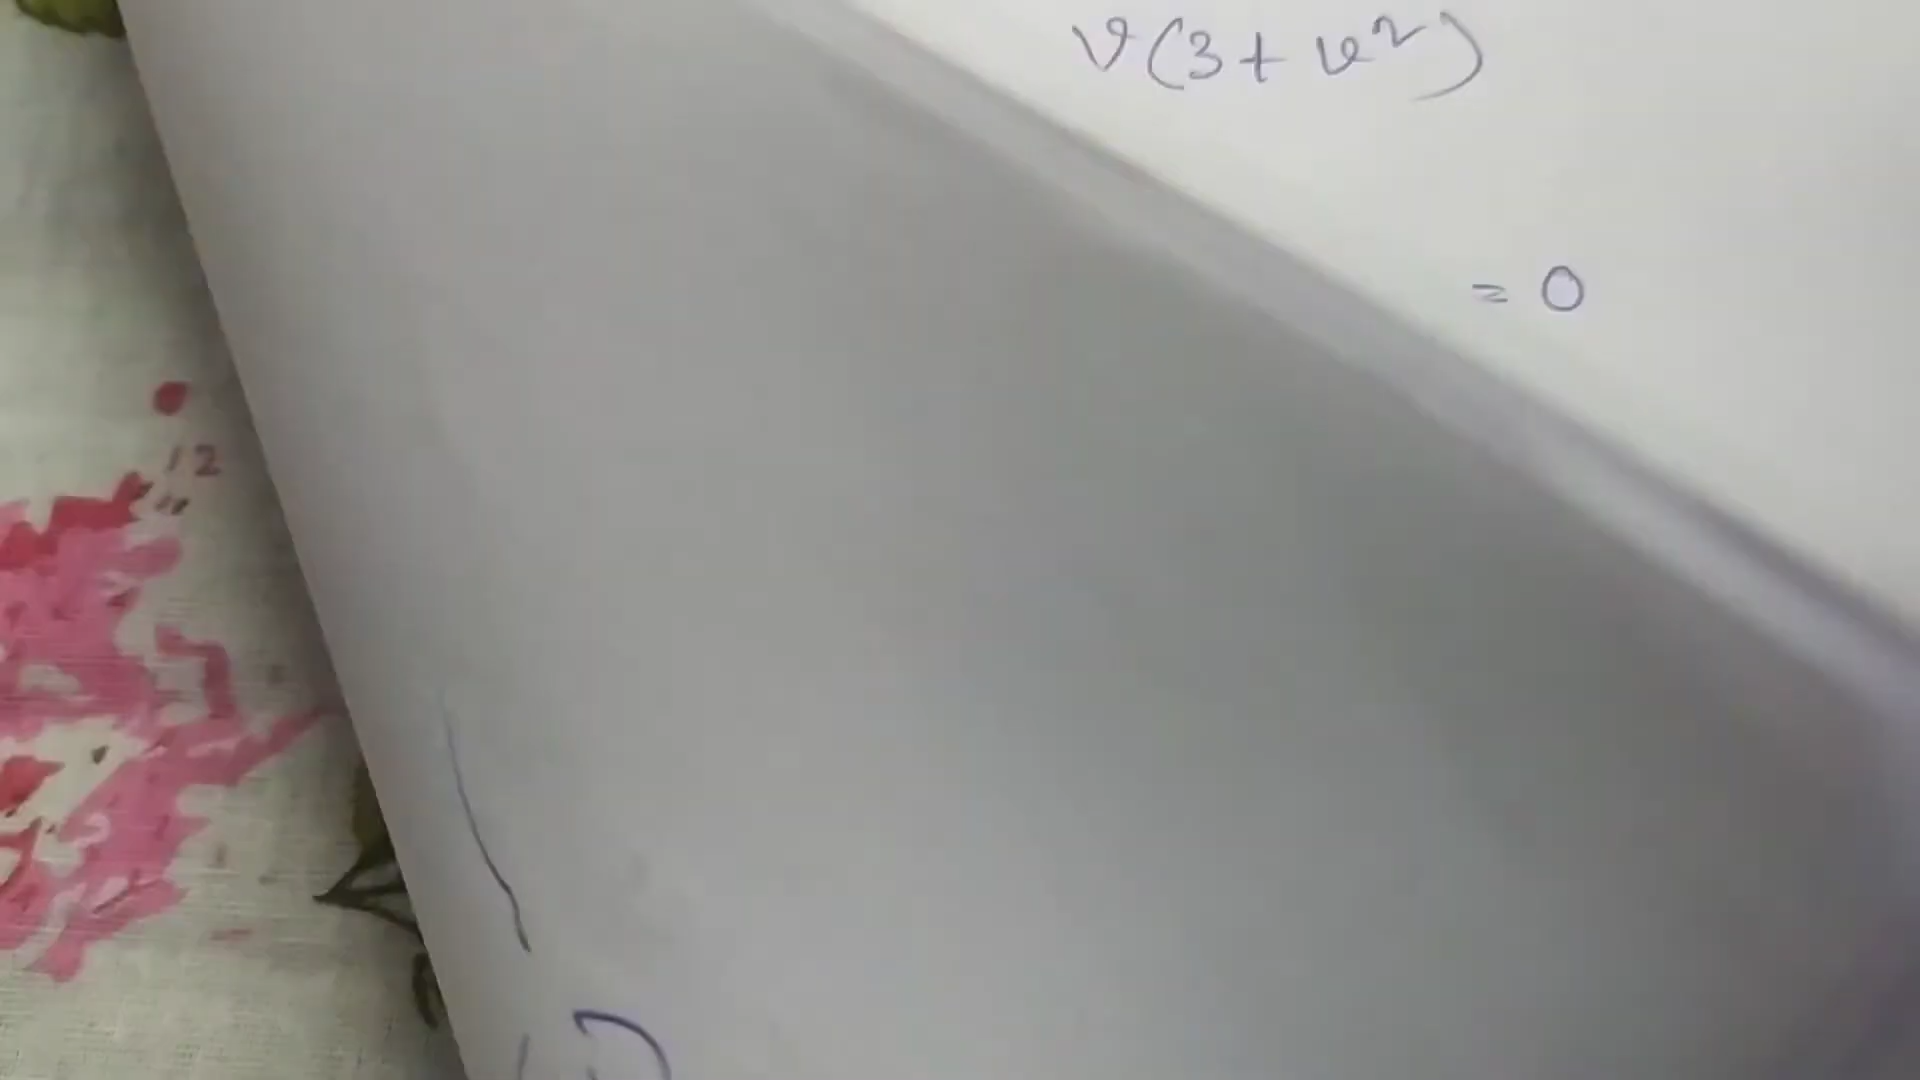 v(3 + v²)
= 0